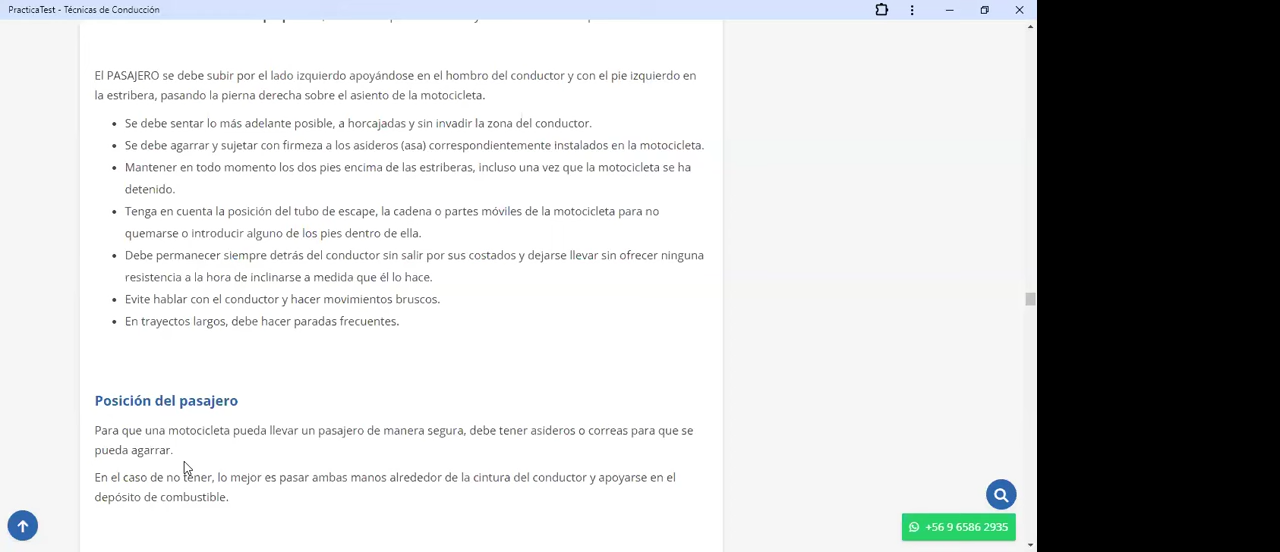 PracticaTest - Técnicas de Conducción
El PASAJERO se debe subir por el lado izquierdo apoyándose en el hombro del conductor y con el pie izquierdo en
la estribera, pasando la pierna derecha sobre el asiento de la motocicleta.
• Se debe sentar lo más adelante posible, a horcajadas y sin invadir la zona del conductor.
• Se debe agarrar y sujetar con firmeza a los asideros (asa) correspondientemente instalados en la motocicleta.
• Mantener en todo momento los dos pies encima de las estriberas, incluso una vez que la motocicleta se ha
detenido.
• Tenga en cuenta la posición del tubo de escape, la cadena o partes móviles de la motocicleta para no
quemarse o introducir alguno de los pies dentro de ella.
• Debe permanecer siempre detrás del conductor sin salir por sus costados y dejarse llevar sin ofrecer ninguna
resistencia a la hora de inclinarse a medida que él lo hace.
• Evite hablar con el conductor y hacer movimientos bruscos.
• En trayectos largos, debe hacer paradas frecuentes.
Posición del pasajero
Para que una motocicleta pueda llevar un pasajero de manera segura, debe tener asideros o correas para que se
pueda agarrar.
En el caso de no tener, lo mejor es pasar ambas manos alrededor de la cintura del conductor y apoyarse en el
depósito de combustible.
+56 9 6586 2935